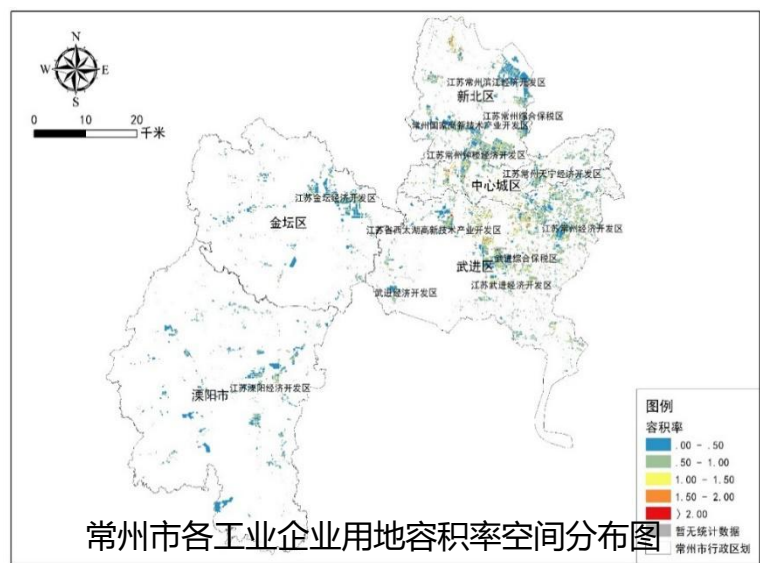 N
W E
S
0 10 20
千米
江苏常州滨江经济开发区
新北区
江苏常州综合保税区
常州国家高新技术产业开发区
江苏常州钟楼经济开发区
江苏常州天宁经济开发区
中心城区
江苏金坛经济开发区
金坛区
江苏省西太湖高新技术产业开发区
江苏常州经济开发区
武进综合保税区
武进区
江苏武进经济开发区
武进经济开发区
江苏溧阳经济开发区
溧阳市
图例
容积率
.00 - .50
.50 - 1.00
1.00 - 1.50
1.50 - 2.00
〉2.00
暂无统计数据
常州市行政区划
常州市各工业企业用地容积率空间分布图